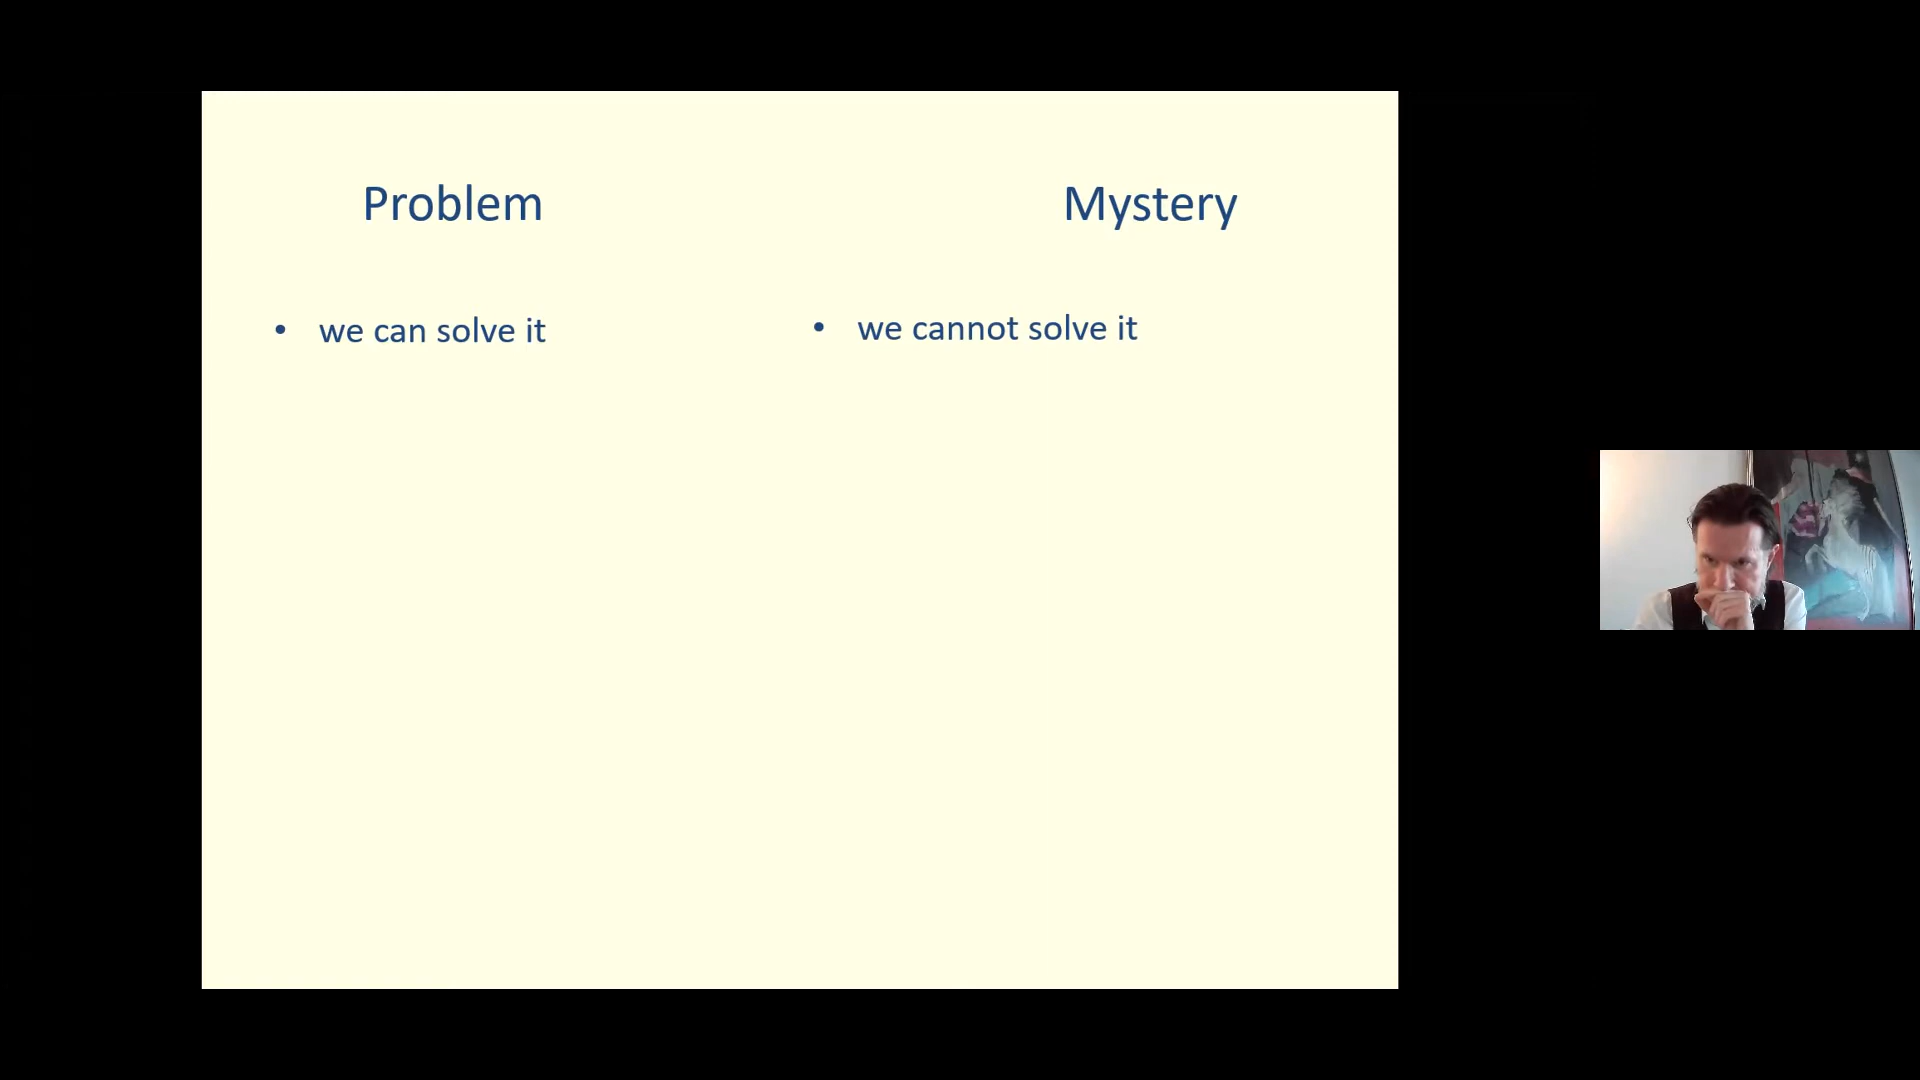 Problem
Mystery
• we can solve it
• we cannot solve it